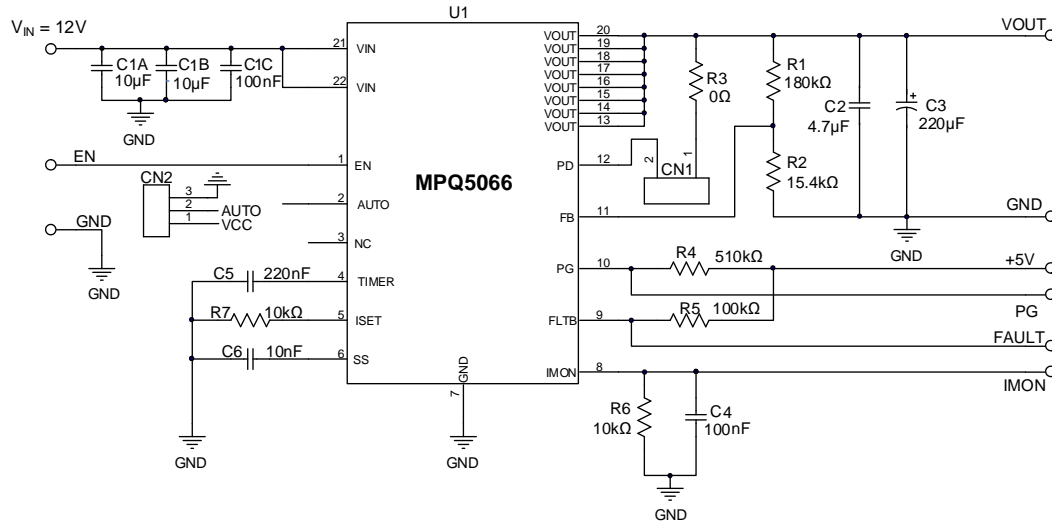 U1
V_IN = 12V
C1A
10µF
C1B
10µF
C1C
100nF
GND
21
VIN
22
VIN
EN
1
EN
CN2
3
2
AUTO
1
VCC
2
AUTO
GND
GND
3
NC
C5
220nF
4
TIMER
R7
10kΩ
5
ISET
C6
10nF
6
SS
GND
MPQ5066
GND
7
GND
VOUT
20
VOUT
19
VOUT
18
VOUT
17
VOUT
16
VOUT
15
VOUT
14
VOUT
13
VOUT
R3
0Ω
R1
180kΩ
C2
4.7µF
+
C3
220µF
PD
12
2
1
CN1
R2
15.4kΩ
FB
11
GND
GND
PG
10
R4
510kΩ
+5V
PG
FLTB
9
R5
100kΩ
FAULT
IMON
8
IMON
R6
10kΩ
C4
100nF
GND